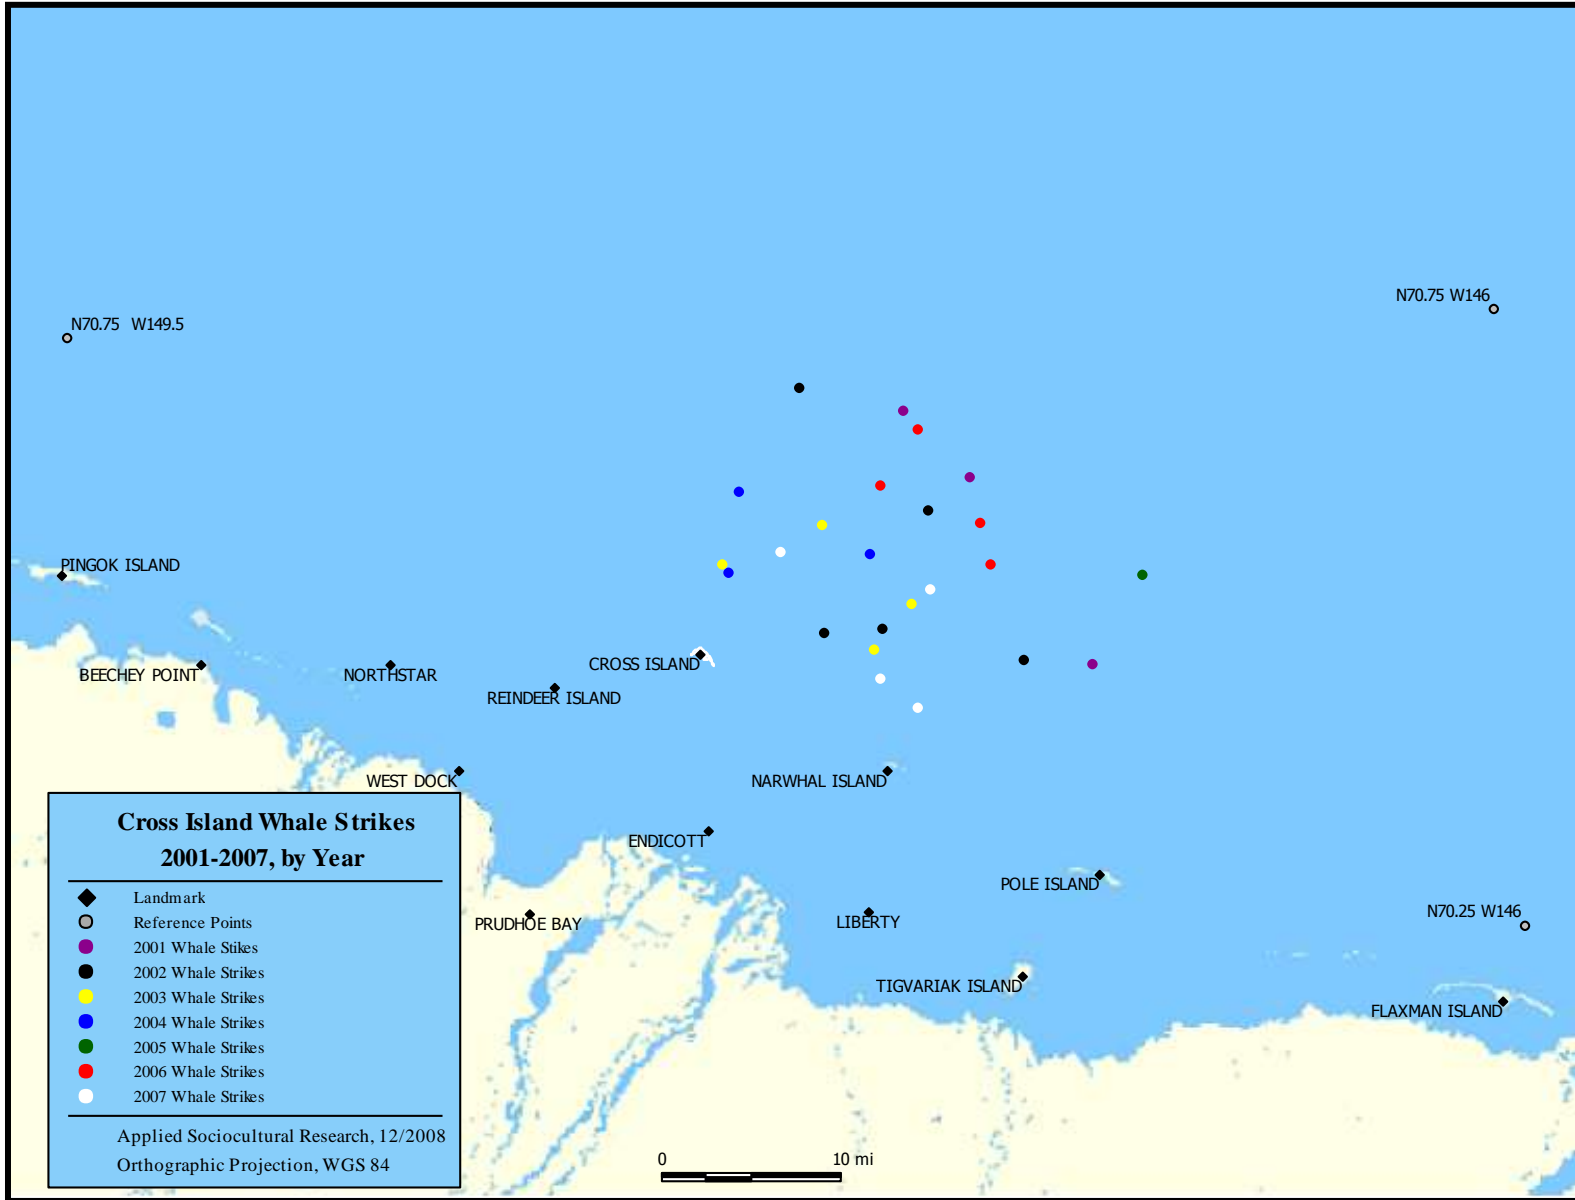 N70.75 W146
N70.75 W149.5
PINGOK ISLAND
CROSS ISLAND
BEECHEY POINT
NORTHSTAR
REINDEER ISLAND
WEST DOCK
NARWHAL ISLAND
ENDICOTT
POLE ISLAND
N70.25 W146
LIBERTY
PRUDHOE BAY
TIGVARIAK ISLAND
FLAXMAN ISLAND
Cross Island Whale Strikes
2001-2007, by Year
Landmark
Reference Points
2001 Whale Stikes
2002 Whale Strikes
2003 Whale Strikes
2004 Whale Strikes
2005 Whale Strikes
2006 Whale Strikes
2007 Whale Strikes
Applied Sociocultural Research, 12/2008
Orthographic Projection, WGS 84
0 10 mi